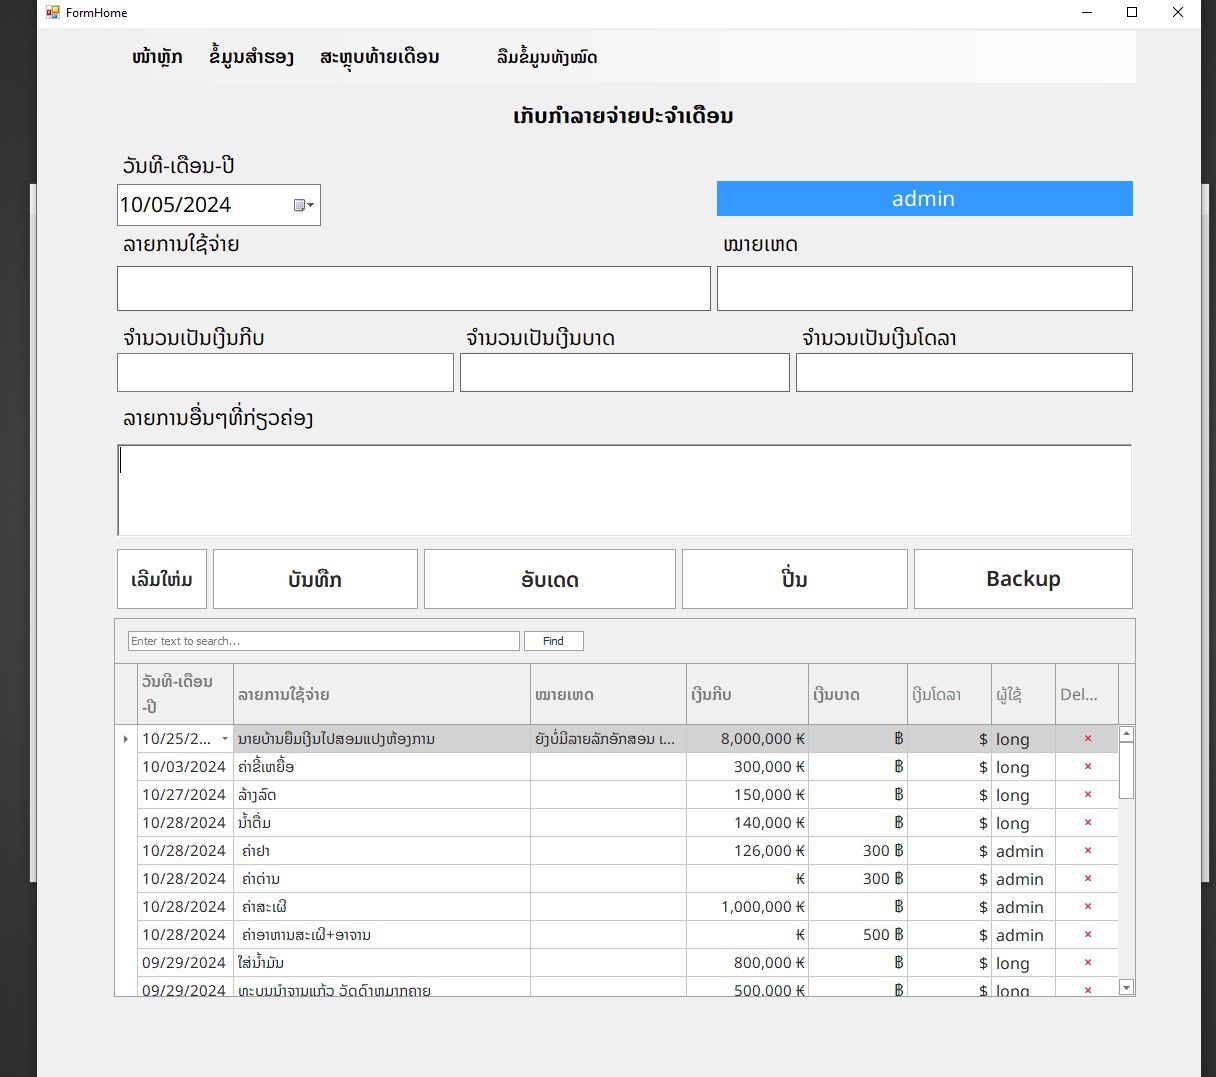 FormHome
ໜ້າຫຼັກ ຂໍ້ມູນສຳຮອງ ສະຫຼຸບທ້າຍເດືອນ ລືມຂໍ້ມູນທັງໝົດ
ເກັບກຳລາຍຈ່າຍປະຈຳເດືອນ
ວັນທີ-ເດືອນ-ປີ
10/05/2024 admin
ລາຍການໃຊ້ຈ່າຍ ໝາຍເຫດ
ຈຳນວນເປັນເງີນກີບ ຈຳນວນເປັນເງີນບາດ ຈຳນວນເປັນເງີນໂດລາ
ລາຍການອື່ນໆທີ່ກ່ຽວຄ່ອງ
ເລີມໃຫ່ມ ບັນທຶກ ອັບເດດ ປີ່ນ Backup
Enter text to search... Find
ວັນທີ-ເດືອນ-ປີ ລາຍການໃຊ້ຈ່າຍ ໝາຍເຫດ ເງີນກີບ ເງີນບາດ ເງີນໂດລາ ຜູ້ໃຊ້ Del...
10/25/2... ນາຍບ້ານຍືມເງີນໄປສອມແປງຫ້ອງການ ຍັງບໍ່ມີລາຍລັກອັກສອນ ເ... 8,000,000 ₭ ฿ $ long ×
10/03/2024 ຄ່າຂີ້ເຫຍື້ອ 300,000 ₭ ฿ $ long ×
10/27/2024 ລ້າງລົດ 150,000 ₭ ฿ $ long ×
10/28/2024 ນ້ຳດື່ມ 140,000 ₭ ฿ $ long ×
10/28/2024 ຄ່າຢາ 126,000 ₭ 300 ฿ $ admin ×
10/28/2024 ຄ່າດ່ານ ₭ 300 ฿ $ admin ×
10/28/2024 ຄ່າສະເຜີ 1,000,000 ₭ ฿ $ admin ×
10/28/2024 ຄ່າອາຫານສະເຜີ+ອາຈານ ₭ 500 ฿ $ admin ×
09/29/2024 ໃສ່ນ້ຳມັນ 800,000 ₭ ฿ $ long ×
09/29/2024 500,000 ₭ ฿ $ long ×